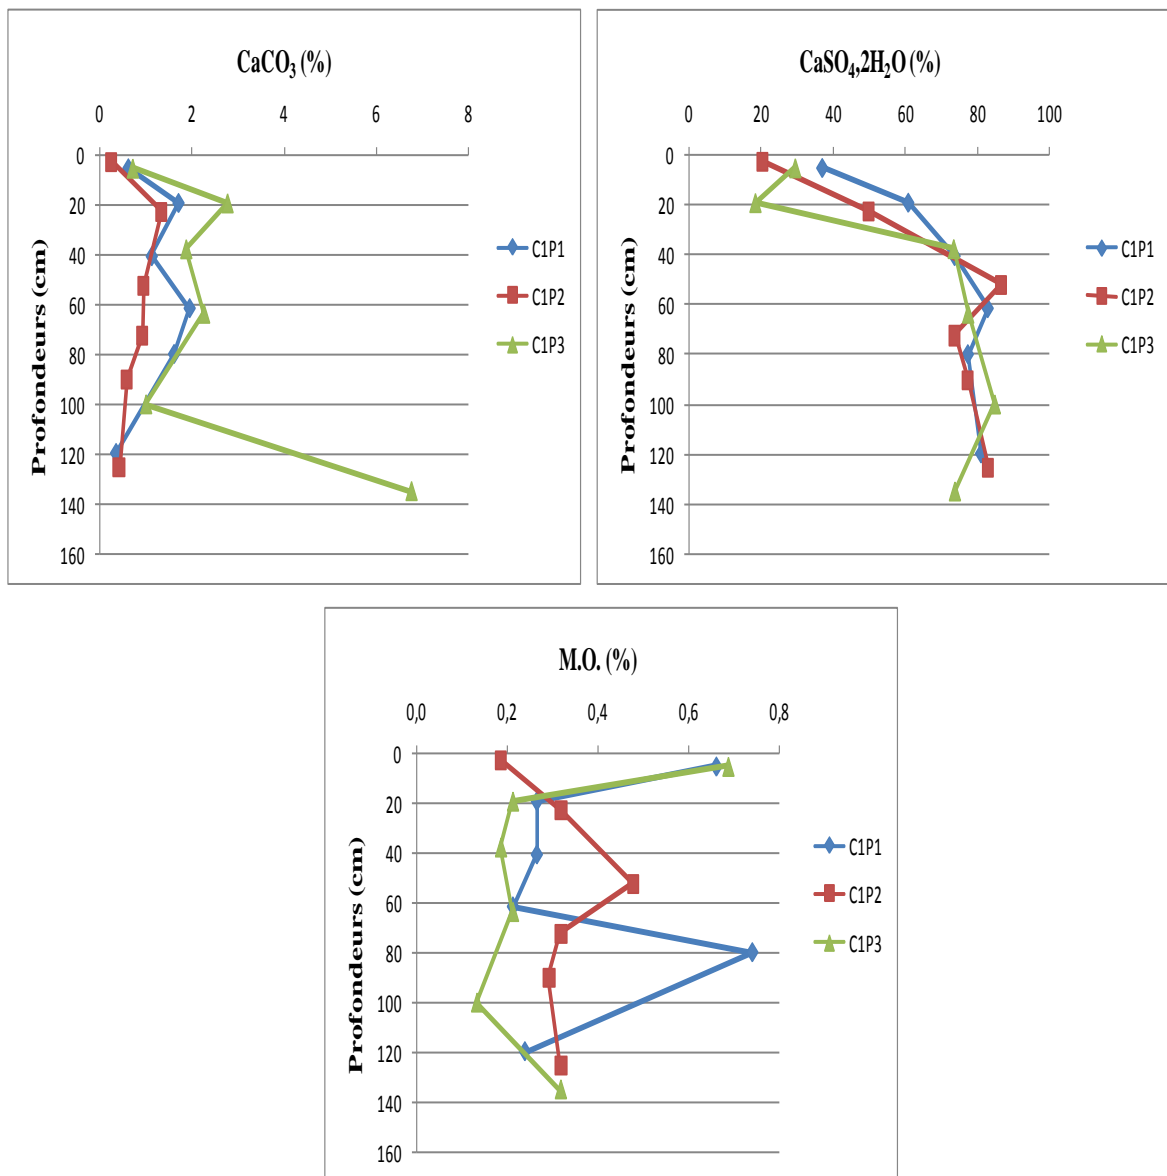 CaCO₃ (%)
0 2 4 6 8
0
20
40
60
80
100
120
140
160
Profondeurs (cm)
C1P1
C1P2
C1P3
CaSO₄,2H₂O (%)
0 20 40 60 80 100
0
20
40
60
80
100
120
140
160
Profondeurs (cm)
C1P1
C1P2
C1P3
M.O. (%)
0,0 0,2 0,4 0,6 0,8
0
20
40
60
80
100
120
140
160
Profondeurs (cm)
C1P1
C1P2
C1P3